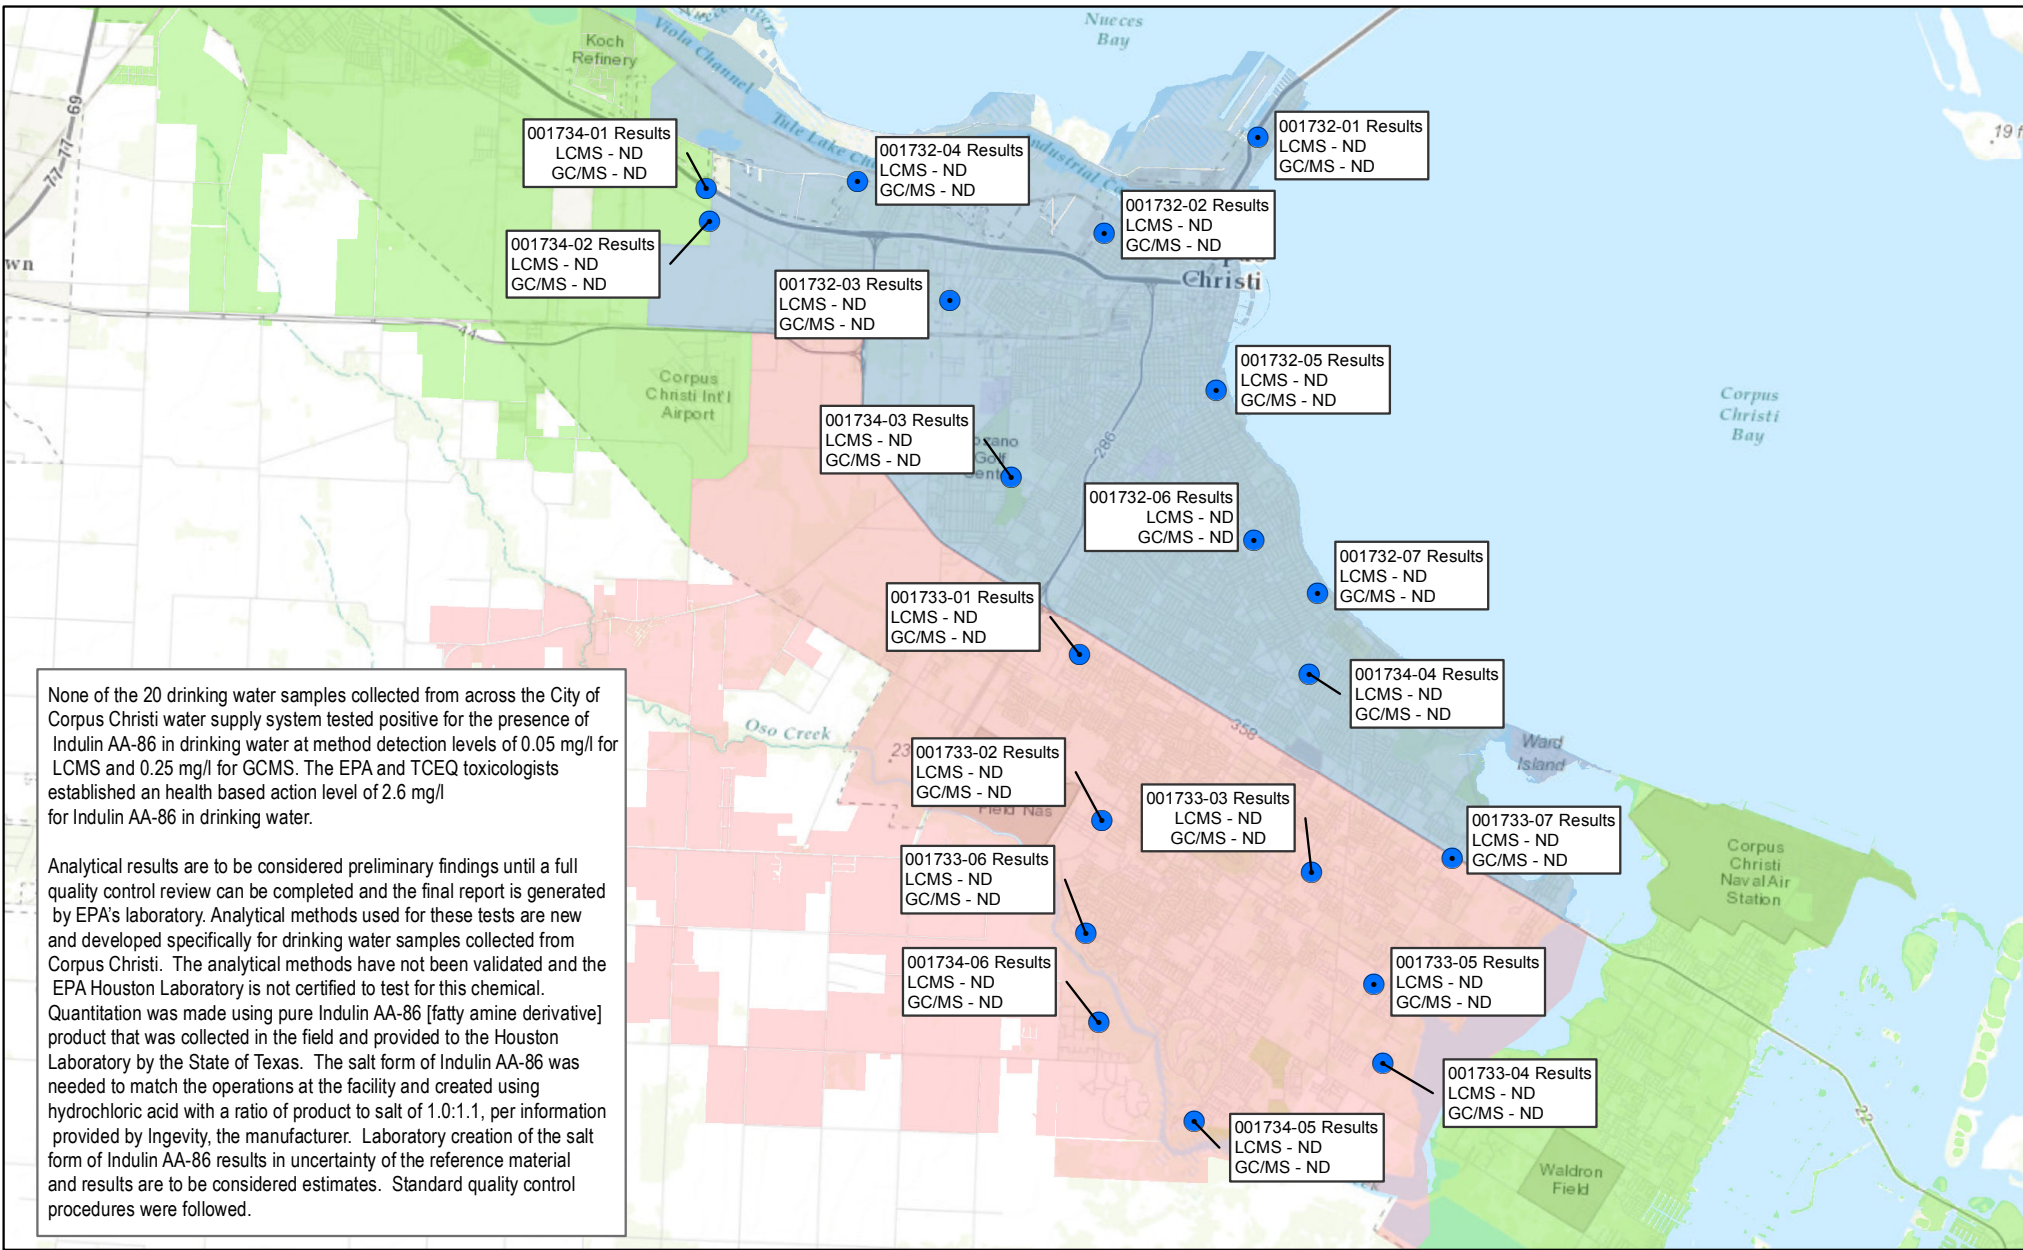 Nueces
Bay
Koch
Refinery
Viola Channel
69
77
77
19 f
001734-01 Results
LCMS - ND
GC/MS - ND
001732-04 Results
LCMS - ND
GC/MS - ND
001732-01 Results
LCMS - ND
GC/MS - ND
Tule Lake Ch
ndustrial Ca
001732-02 Results
LCMS - ND
GC/MS - ND
001734-02 Results
LCMS - ND
GC/MS - ND
wn
Christi
001732-03 Results
LCMS - ND
GC/MS - ND
44
001732-05 Results
LCMS - ND
GC/MS - ND
Corpus
Christi Int'l
Airport
Corpus
Christi
Bay
001734-03 Results
LCMS - ND
GC/MS - ND
ozano
Golf
Cent
286
001732-06 Results
LCMS - ND
GC/MS - ND
001732-07 Results
LCMS - ND
GC/MS - ND
001733-01 Results
LCMS - ND
GC/MS - ND
001734-04 Results
LCMS - ND
GC/MS - ND
358
Oso Creek
23
Ward
Island
001733-02 Results
LCMS - ND
GC/MS - ND
Field Nas
001733-03 Results
LCMS - ND
GC/MS - ND
001733-07 Results
LCMS - ND
GC/MS - ND
Corpus
Christi
Naval Air
Station
001733-06 Results
LCMS - ND
GC/MS - ND
001734-06 Results
LCMS - ND
GC/MS - ND
001733-05 Results
LCMS - ND
GC/MS - ND
001733-04 Results
LCMS - ND
GC/MS - ND
22
001734-05 Results
LCMS - ND
GC/MS - ND
Waldron
Field
None of the 20 drinking water samples collected from across the City of
Corpus Christi water supply system tested positive for the presence of
Indulin AA-86 in drinking water at method detection levels of 0.05 mg/l for
LCMS and 0.25 mg/l for GCMS. The EPA and TCEQ toxicologists
established an health based action level of 2.6 mg/l
for Indulin AA-86 in drinking water.
Analytical results are to be considered preliminary findings until a full
quality control review can be completed and the final report is generated
by EPA's laboratory. Analytical methods used for these tests are new
and developed specifically for drinking water samples collected from
Corpus Christi. The analytical methods have not been validated and the
EPA Houston Laboratory is not certified to test for this chemical.
Quantitation was made using pure Indulin AA-86 [fatty amine derivative]
product that was collected in the field and provided to the Houston
Laboratory by the State of Texas. The salt form of Indulin AA-86 was
needed to match the operations at the facility and created using
hydrochloric acid with a ratio of product to salt of 1.0:1.1, per information
provided by Ingevity, the manufacturer. Laboratory creation of the salt
form of Indulin AA-86 results in uncertainty of the reference material
and results are to be considered estimates. Standard quality control
procedures were followed.